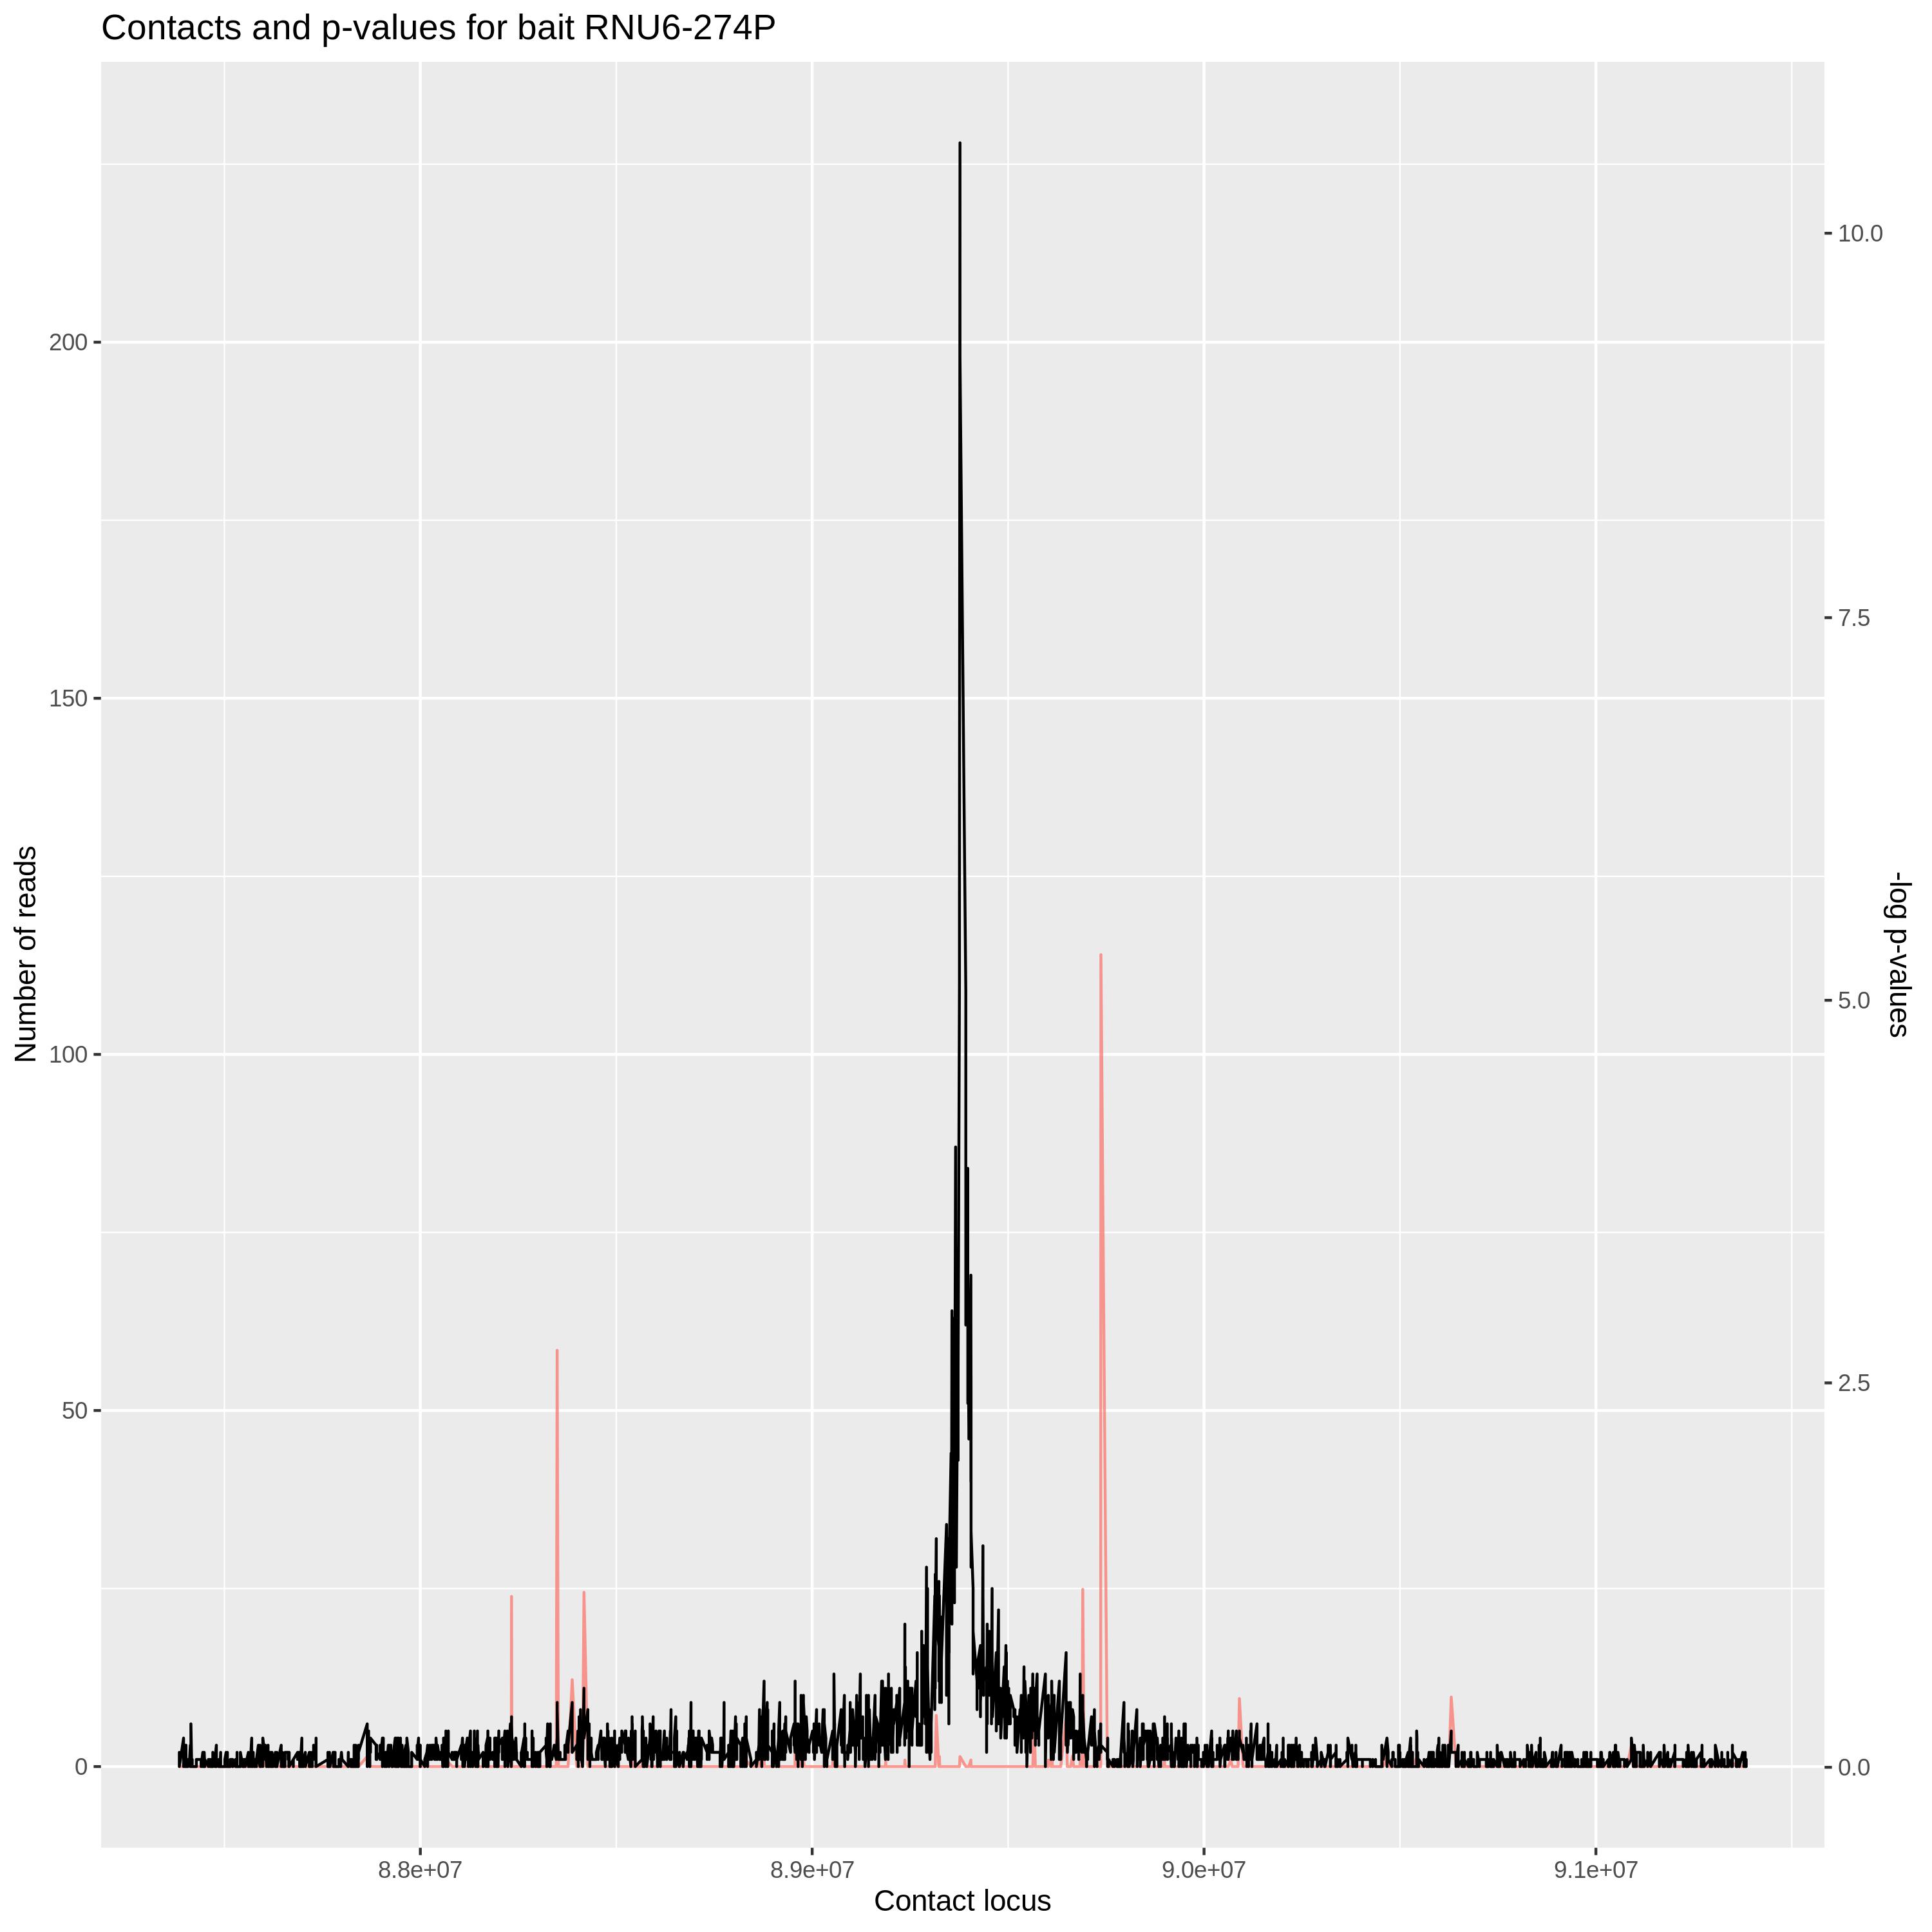 Contacts and p-values for bait RNU6-274P
Number of reads
200
150
100
50
0
10.0
7.5
5.0
2.5
0.0
-log p-values
8.8e+07
8.9e+07
9.0e+07
9.1e+07
Contact locus